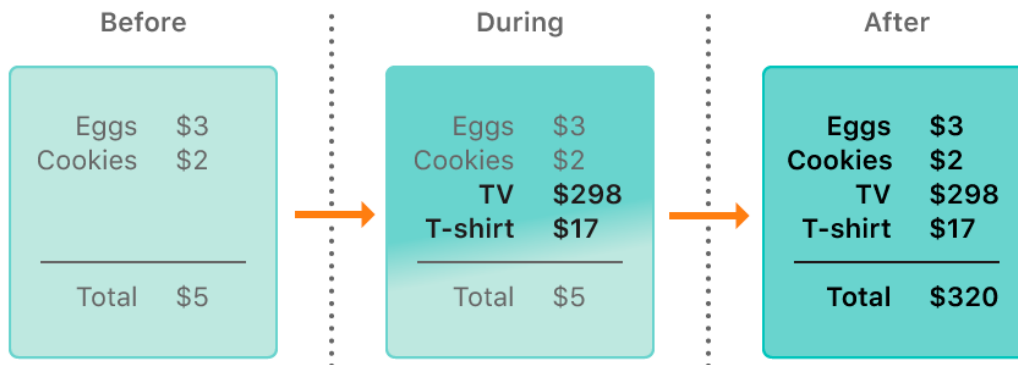 Before
During
After
Eggs $3
Cookies $2
Total $5
Eggs $3
Cookies $2
TV $298
T-shirt $17
Total $5
Eggs $3
Cookies $2
TV $298
T-shirt $17
Total $320